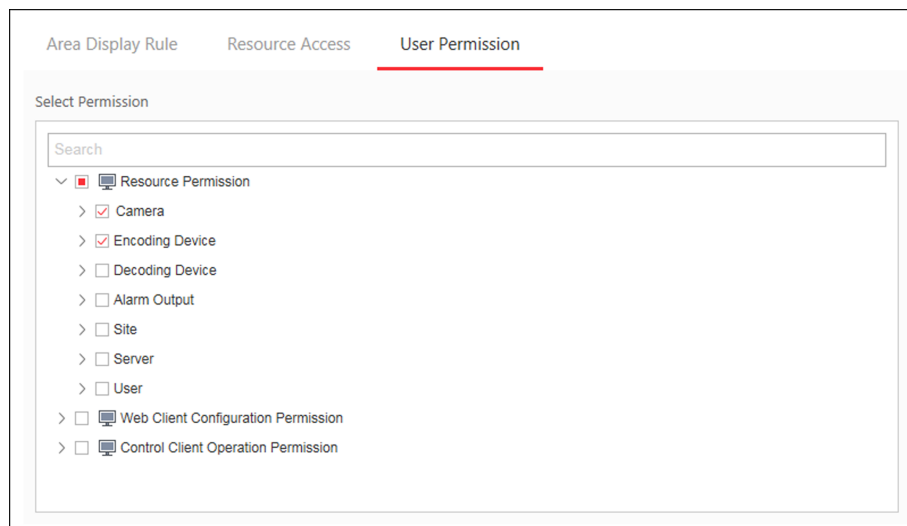 Area Display Rule Resource Access User Permission
Select Permission
Search
Resource Permission
Camera
Encoding Device
Decoding Device
Alarm Output
Site
Server
User
Web Client Configuration Permission
Control Client Operation Permission